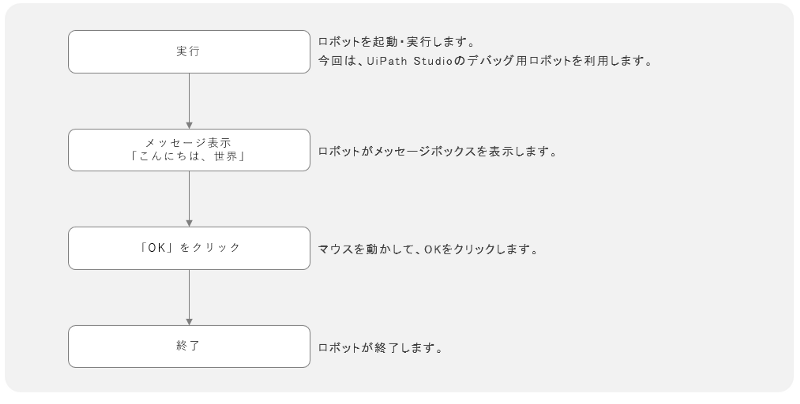 実行
ロボットを起動・実行します。
今回は、UiPath Studioのデバッグ用ロボットを利用します。
メッセージ表示
「こんにちは、世界」
ロボットがメッセージボックスを表示します。
「OK」をクリック
マウスを動かして、OKをクリックします。
終了
ロボットが終了します。